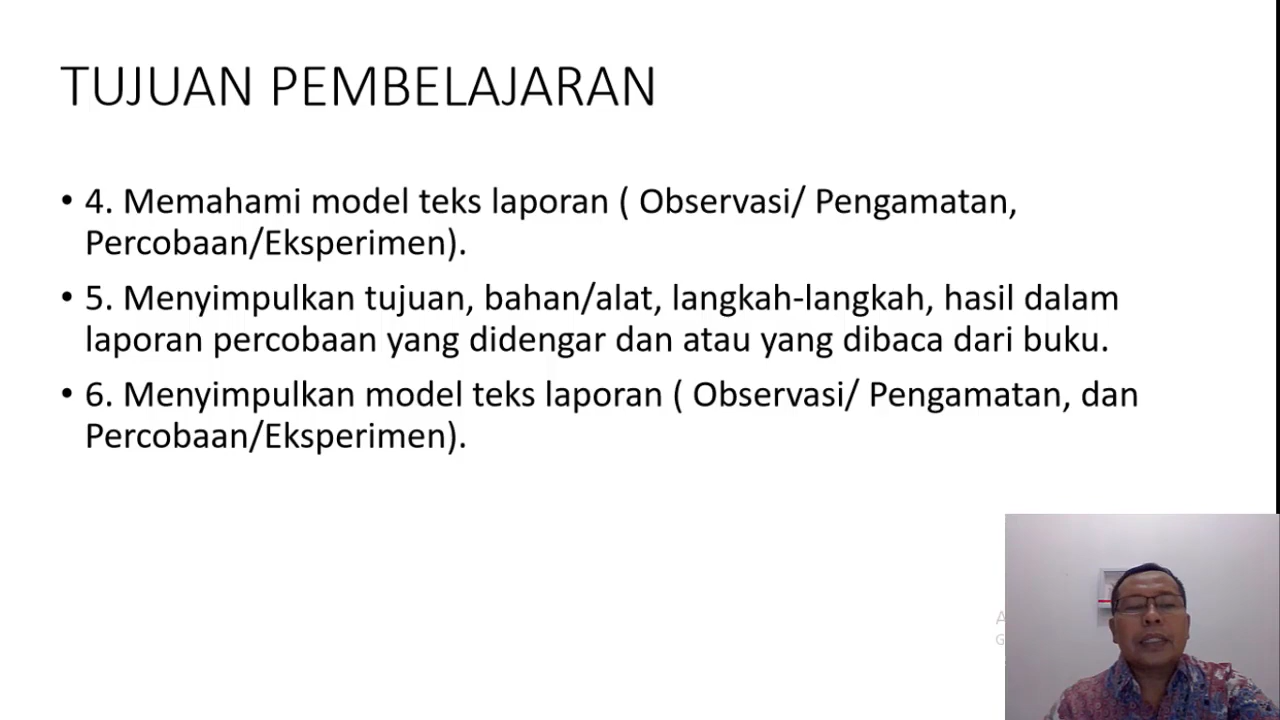 TUJUAN PEMBELAJARAN
• 4. Memahami model teks laporan ( Observasi/ Pengamatan,
Percobaan/Eksperimen).
• 5. Menyimpulkan tujuan, bahan/alat, langkah-langkah, hasil dalam
laporan percobaan yang didengar dan atau yang dibaca dari buku.
• 6. Menyimpulkan model teks laporan ( Observasi/ Pengamatan, dan
Percobaan/Eksperimen).